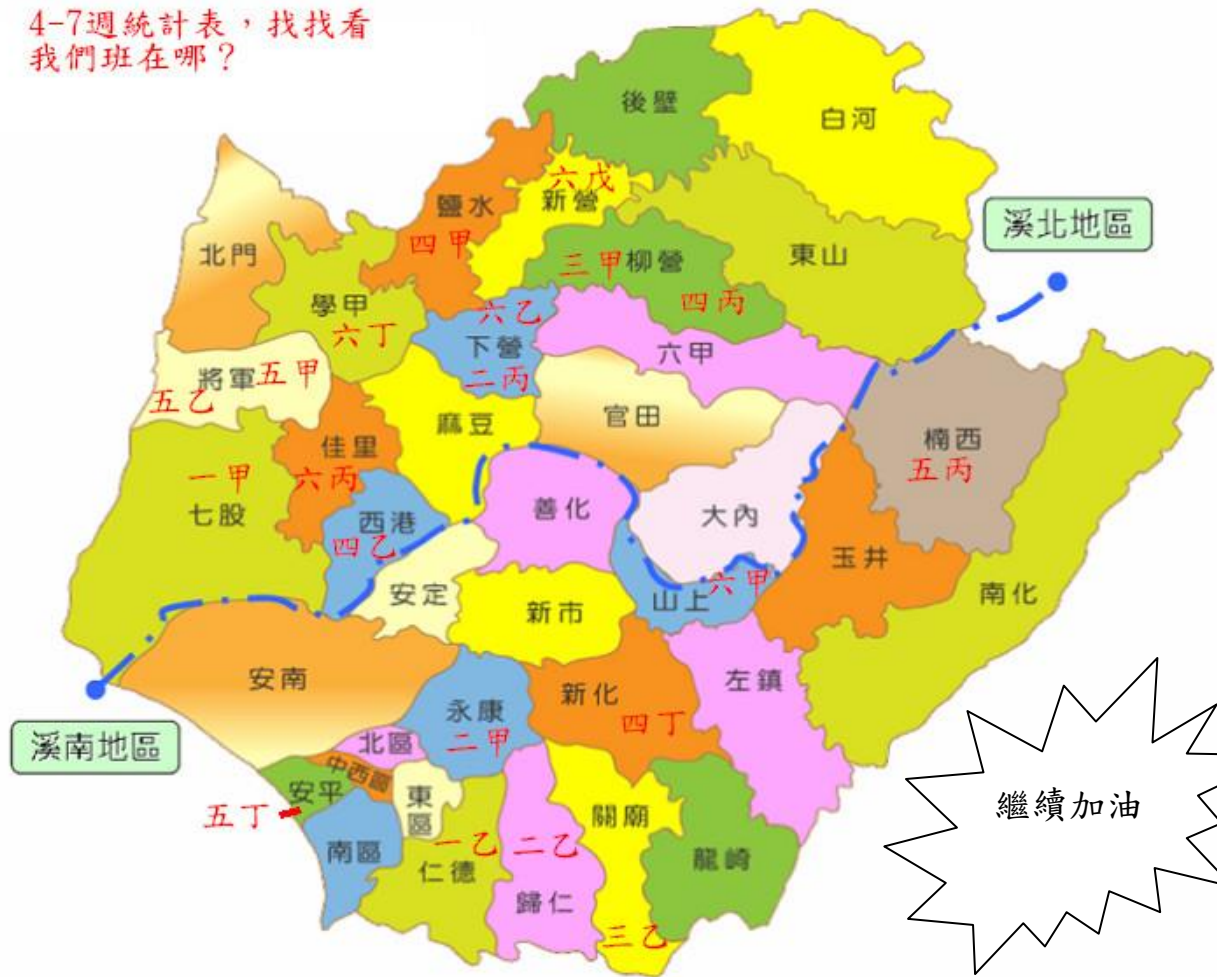 4-7週統計表，找找看
我們班在哪？
後壁
白河
六戊
新營
鹽水
四甲
溪北地區
東山
北門
三甲
柳營
學甲
四丙
六乙
六丁
下營
六甲
二丙
將軍
五甲
五乙
官田
麻豆
佳里
楠西
五丙
一甲
六丙
七股
善化
大內
西港
四乙
玉井
六甲
安定
新市
山上
南化
安南
左鎮
新化
永康
四丁
溪南地區
北區
二甲
中西區
安平
東區
五丁
關廟
繼續加油
南區
一乙
二乙
仁德
龍崎
歸仁
三乙